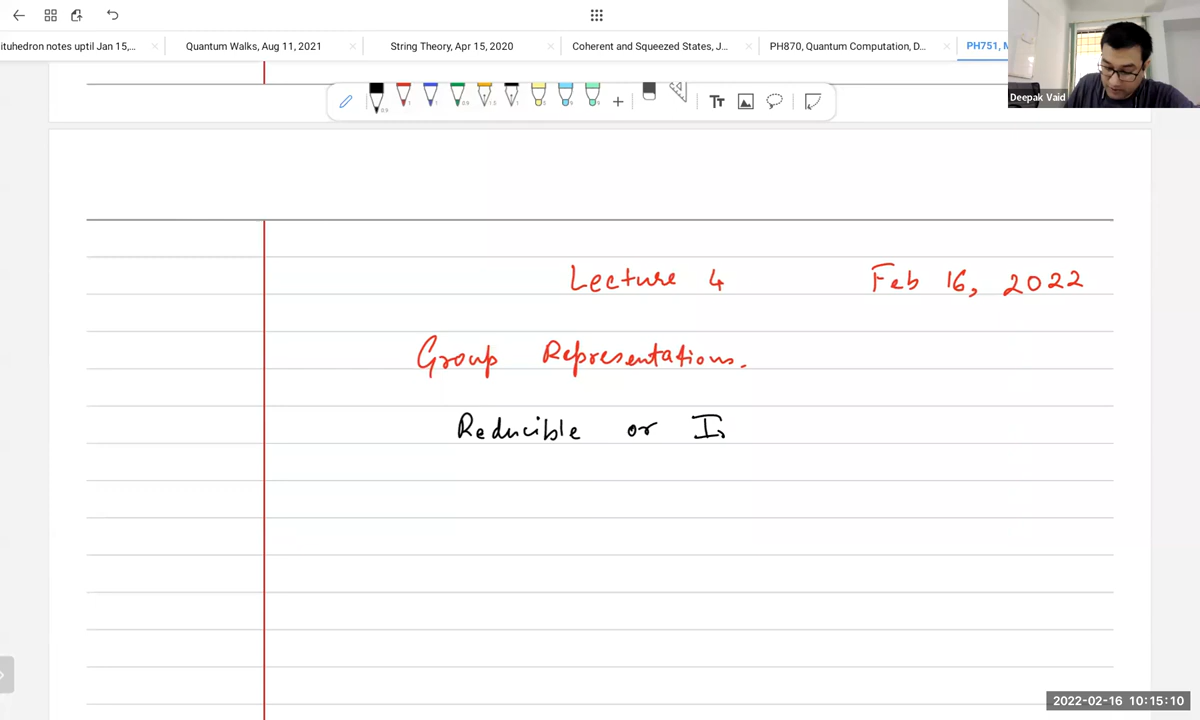 ituhedron notes uptil Jan 15,...
Quantum Walks, Aug 11, 2021
String Theory, Apr 15, 2020
Coherent and Squeezed States, J...
PH870, Quantum Computation, D...
PH751, M
Deepak Vaid
Tт
Lecture 4 Feb 16, 2022
Group Representations.
Reducible or
2022-02-16 10:15:10